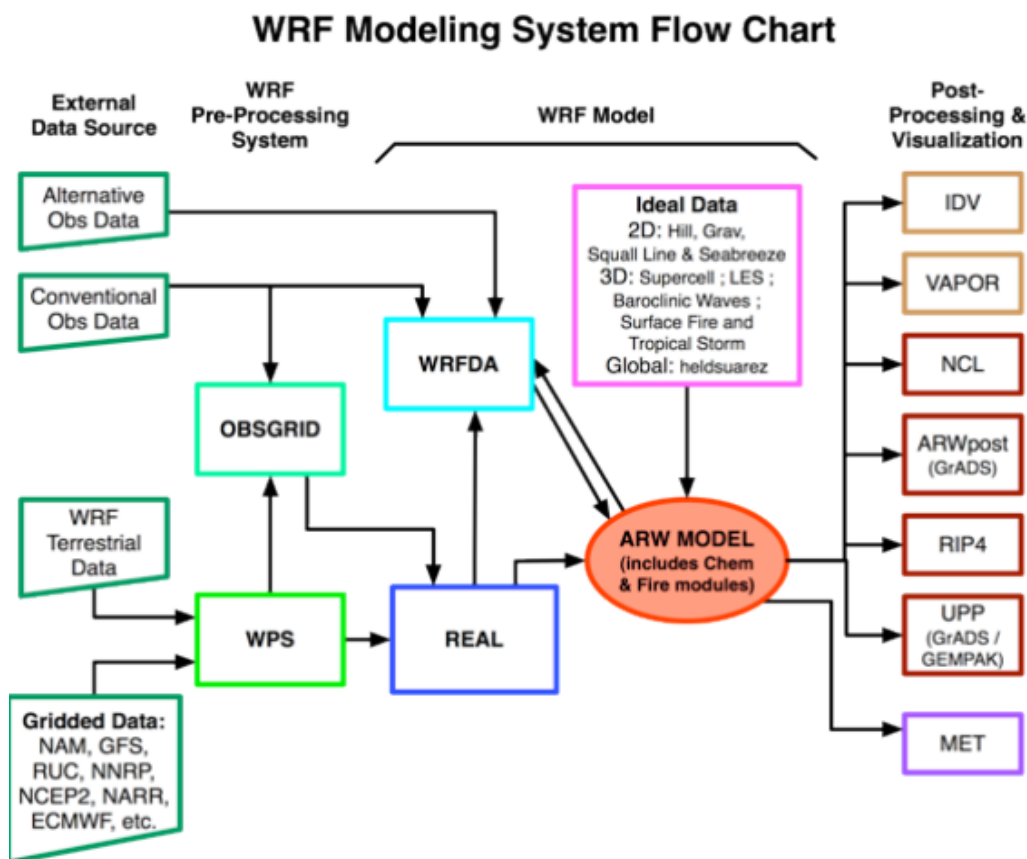 WRF Modeling System Flow Chart
External
Data Source
WRF
Pre-Processing
System
WRF Model
Post-
Processing &
Visualization
Alternative
Obs Data
Conventional
Obs Data
WRF
Terrestrial
Data
Gridded Data:
NAM, GFS,
RUC, NNRP,
NCEP2, NARR,
ECMWF, etc.
OBSGRID
WPS
WRFDA
REAL
Ideal Data
2D: Hill, Grav,
Squall Line & Seabreeze
3D: Supercell ; LES ;
Baroclinic Waves ;
Surface Fire and
Tropical Storm
Global: heldsuarez
ARW MODEL
(includes Chem
& Fire modules)
IDV
VAPOR
NCL
ARWpost
(GrADS)
RIP4
UPP
(GrADS /
GEMPAK)
MET